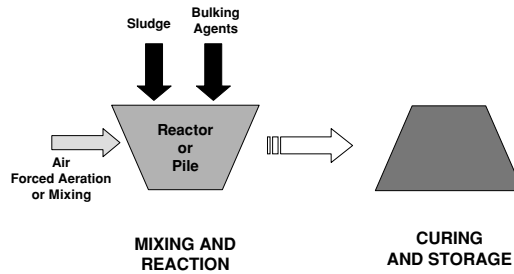 Sludge
Bulking
Agents
Reactor
or
Pile
Air
Forced Aeration
or Mixing
MIXING AND
REACTION
CURING
AND STORAGE